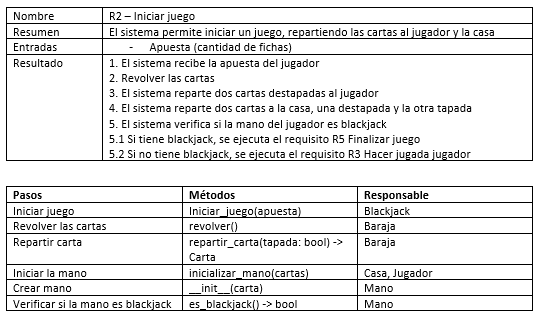 Nombre R2 – Iniciar juego
Resumen El sistema permite iniciar un juego, repartiendo las cartas al jugador y la casa
Entradas - Apuesta (cantidad de fichas)
Resultado 1. El sistema recibe la apuesta del jugador
2. Revolver las cartas
3. El sistema reparte dos cartas destapadas al jugador
4. El sistema reparte dos cartas a la casa, una destapada y la otra tapada
5. El sistema verifica si la mano del jugador es blackjack
5.1 Si tiene blackjack, se ejecuta el requisito R5 Finalizar juego
5.2 Si no tiene blackjack, se ejecuta el requisito R3 Hacer jugada jugador
Pasos Métodos Responsable
Iniciar juego Iniciar_juego(apuesta) Blackjack
Revolver las cartas revolver() Baraja
Repartir carta repartir_carta(tapada: bool) -> Baraja
Carta
Iniciar la mano inicializar_mano(cartas) Casa, Jugador
Crear mano __init__(carta) Mano
Verificar si la mano es blackjack es_blackjack() -> bool Mano